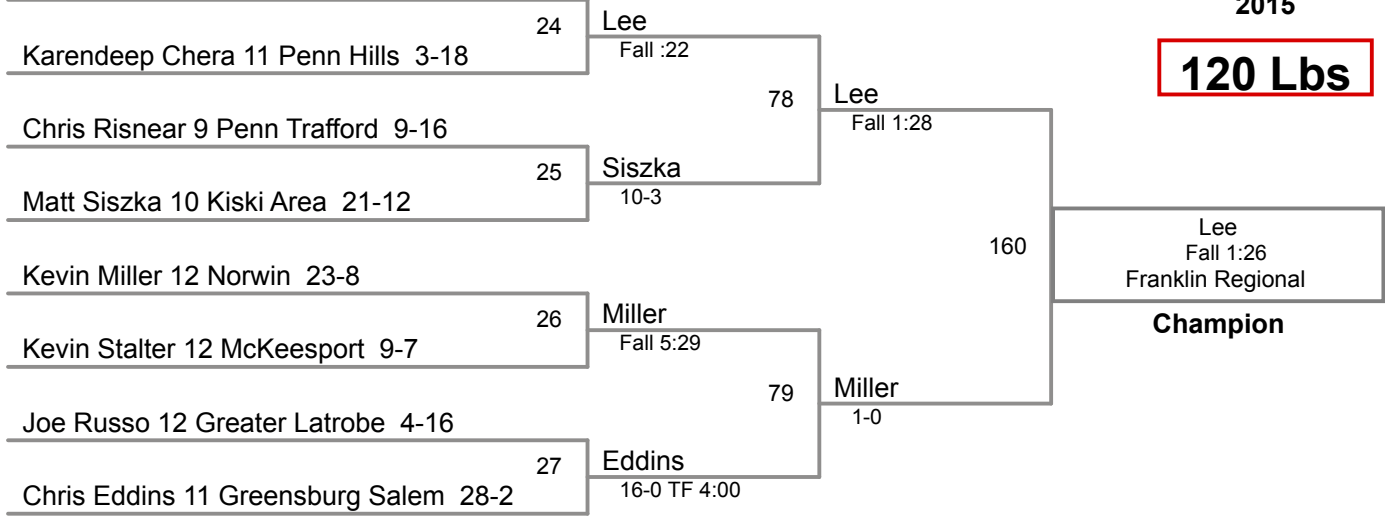 2015
24 Lee
Karendeep Chera 11 Penn Hills 3-18
Fall :22
120 Lbs
78 Lee
Chris Risnear 9 Penn Trafford 9-16
Fall 1:28
25 Siszka
Matt Siszka 10 Kiski Area 21-12
10-3
Lee
160
Fall 1:26
Kevin Miller 12 Norwin 23-8
Franklin Regional
26 Miller
Champion
Kevin Stalter 12 McKeesport 9-7
Fall 5:29
79 Miller
Joe Russo 12 Greater Latrobe 4-16
1-0
27 Eddins
Chris Eddins 11 Greensburg Salem 28-2
16-0 TF 4:00